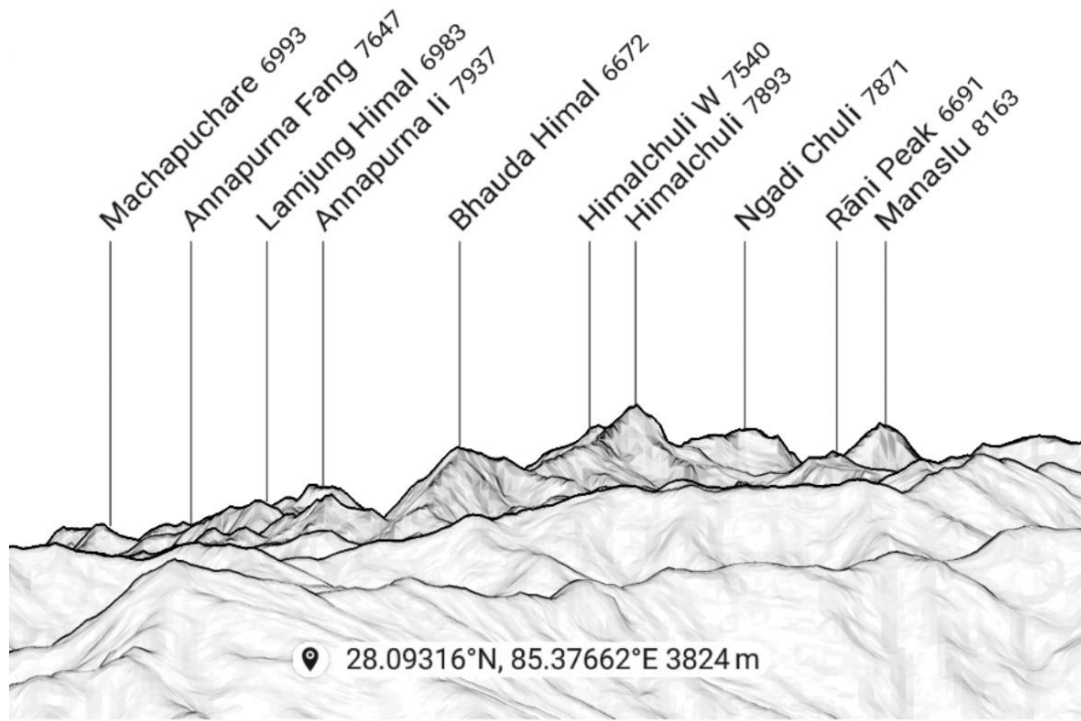 Machapuchare 6993
Annapurna Fang 7647
Lamjung Himal 6983
Annapurna Ii 7937
Bhauda Himal 6672
Himalchuli W 7540
Himalchuli 7893
Ngadi Chuli 7871
Rāni Peak 6691
Manaslu 8163
28.09316°N, 85.37662°E 3824 m